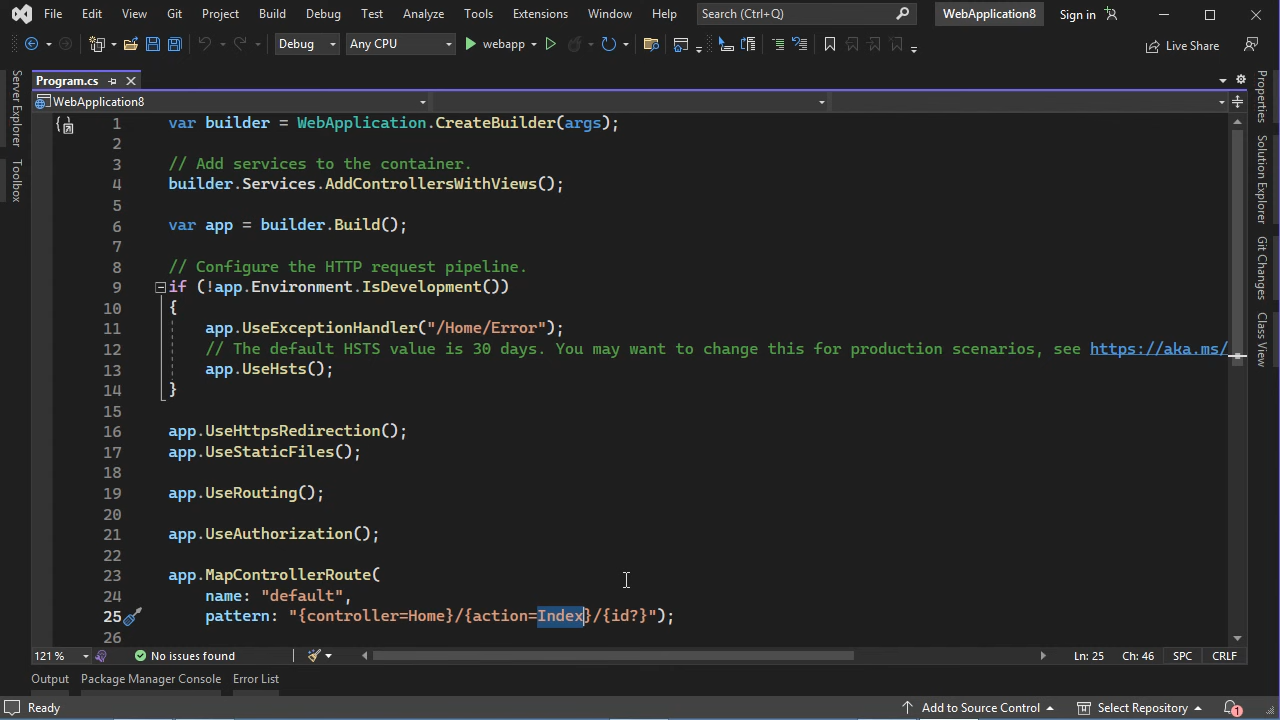 File Edit View Git Project Build Debug Test Analyze Tools Extensions Window Help Search (Ctrl+Q) WebApplication8 Sign in
Debug Any CPU webapp Live Share
Program.cs
WebApplication8
Server Explorer
Toolbox
Properties
Solution Explorer
Git Changes
Class View
1 var builder = WebApplication.CreateBuilder(args);
2
3 // Add services to the container.
4 builder.Services.AddControllersWithViews();
5
6 var app = builder.Build();
7
8 // Configure the HTTP request pipeline.
9 if (!app.Environment.IsDevelopment())
10 {
11 app.UseExceptionHandler("/Home/Error");
12 // The default HSTS value is 30 days. You may want to change this for production scenarios, see https://aka.ms/
13 app.UseHsts();
14 }
15
16 app.UseHttpsRedirection();
17 app.UseStaticFiles();
18
19 app.UseRouting();
20
21 app.UseAuthorization();
22
23 app.MapControllerRoute(
24 name: "default",
25 pattern: "{controller=Home}/{action=Index}/{id?}");
26
121 % No issues found Ln: 25 Ch: 46 SPC CRLF
Output Package Manager Console Error List
Ready Add to Source Control Select Repository 1